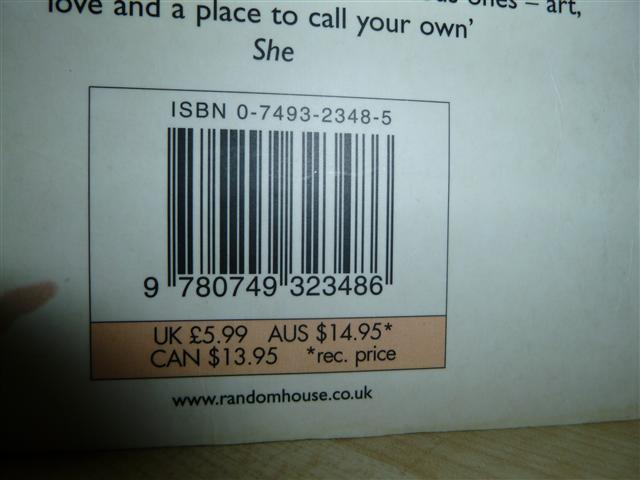 ones – art,
love and a place to call your own’
She
ISBN 0-7493-2348-5
9 780749 323486
UK £5.99 AUS $14.95*
CAN $13.95 *rec. price
www.randomhouse.co.uk